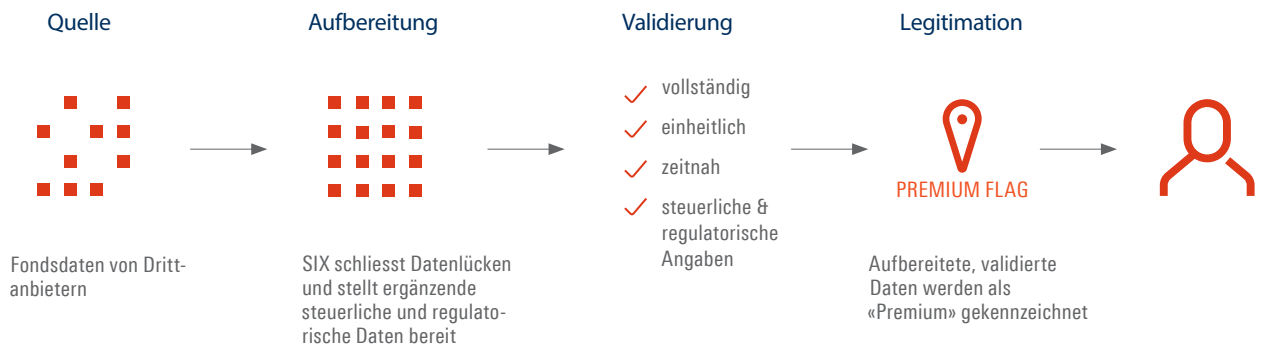 Quelle
Aufbereitung
Validierung
Legitimation
vollständig
einheitlich
zeitnah
steuerliche &
regulatorische
Angaben
PREMIUM FLAG
Fondsdaten von Dritt-
anbietern
SIX schliesst Datenlücken
und stellt ergänzende
steuerliche und regulato-
rische Daten bereit
Aufbereitete, validierte
Daten werden als
«Premium» gekennzeichnet